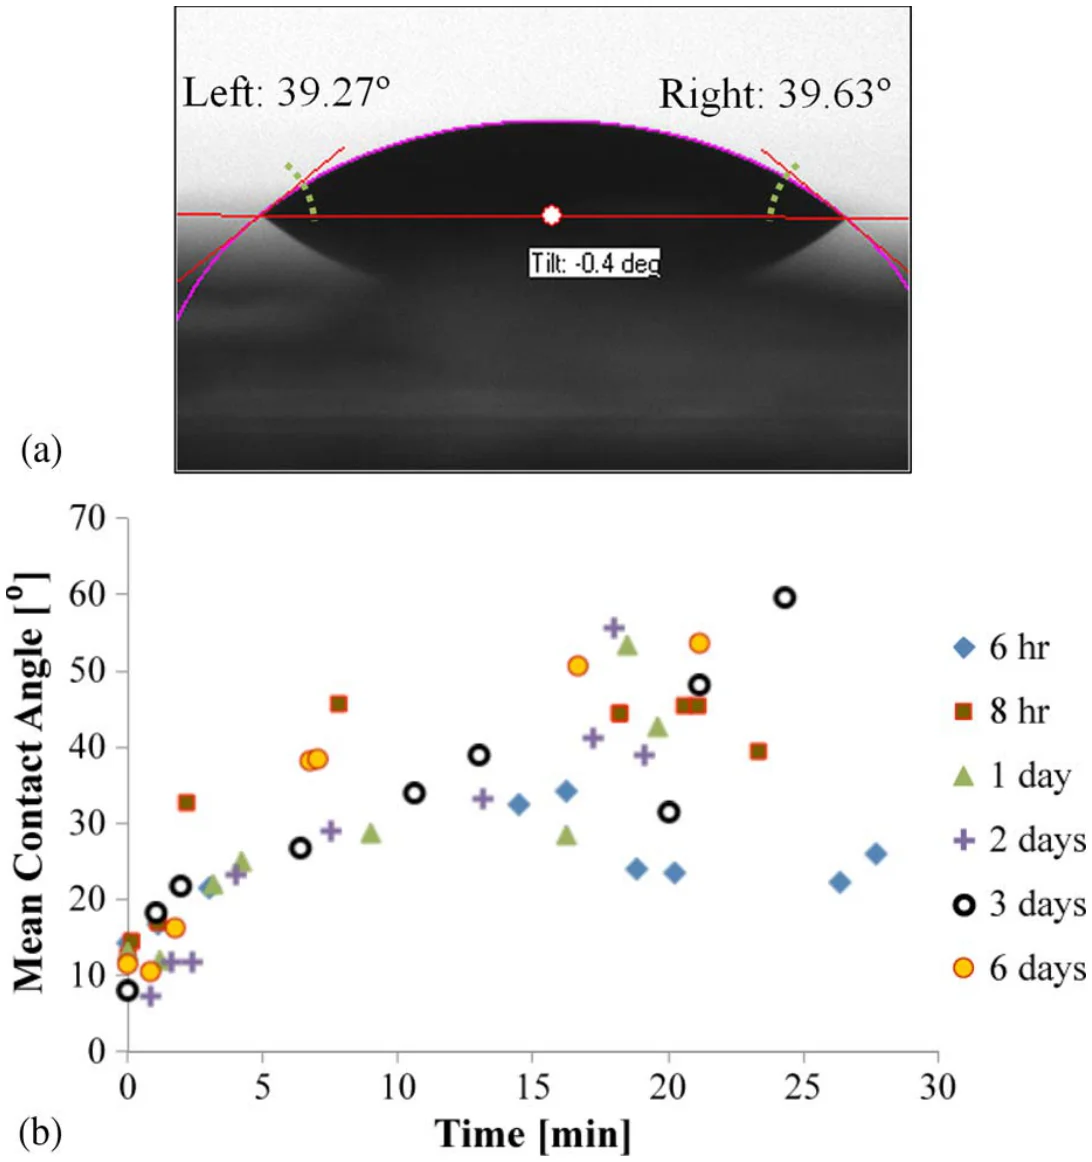 Left: 39.27°
Right: 39.63°
Tilt: -0.4 deg
(a)
70
60
50
40
30
20
10
0
Mean Contact Angle [⁰]
0 5 10 15 20 25 30
Time [min]
6 hr
8 hr
1 day
2 days
3 days
6 days
(b)